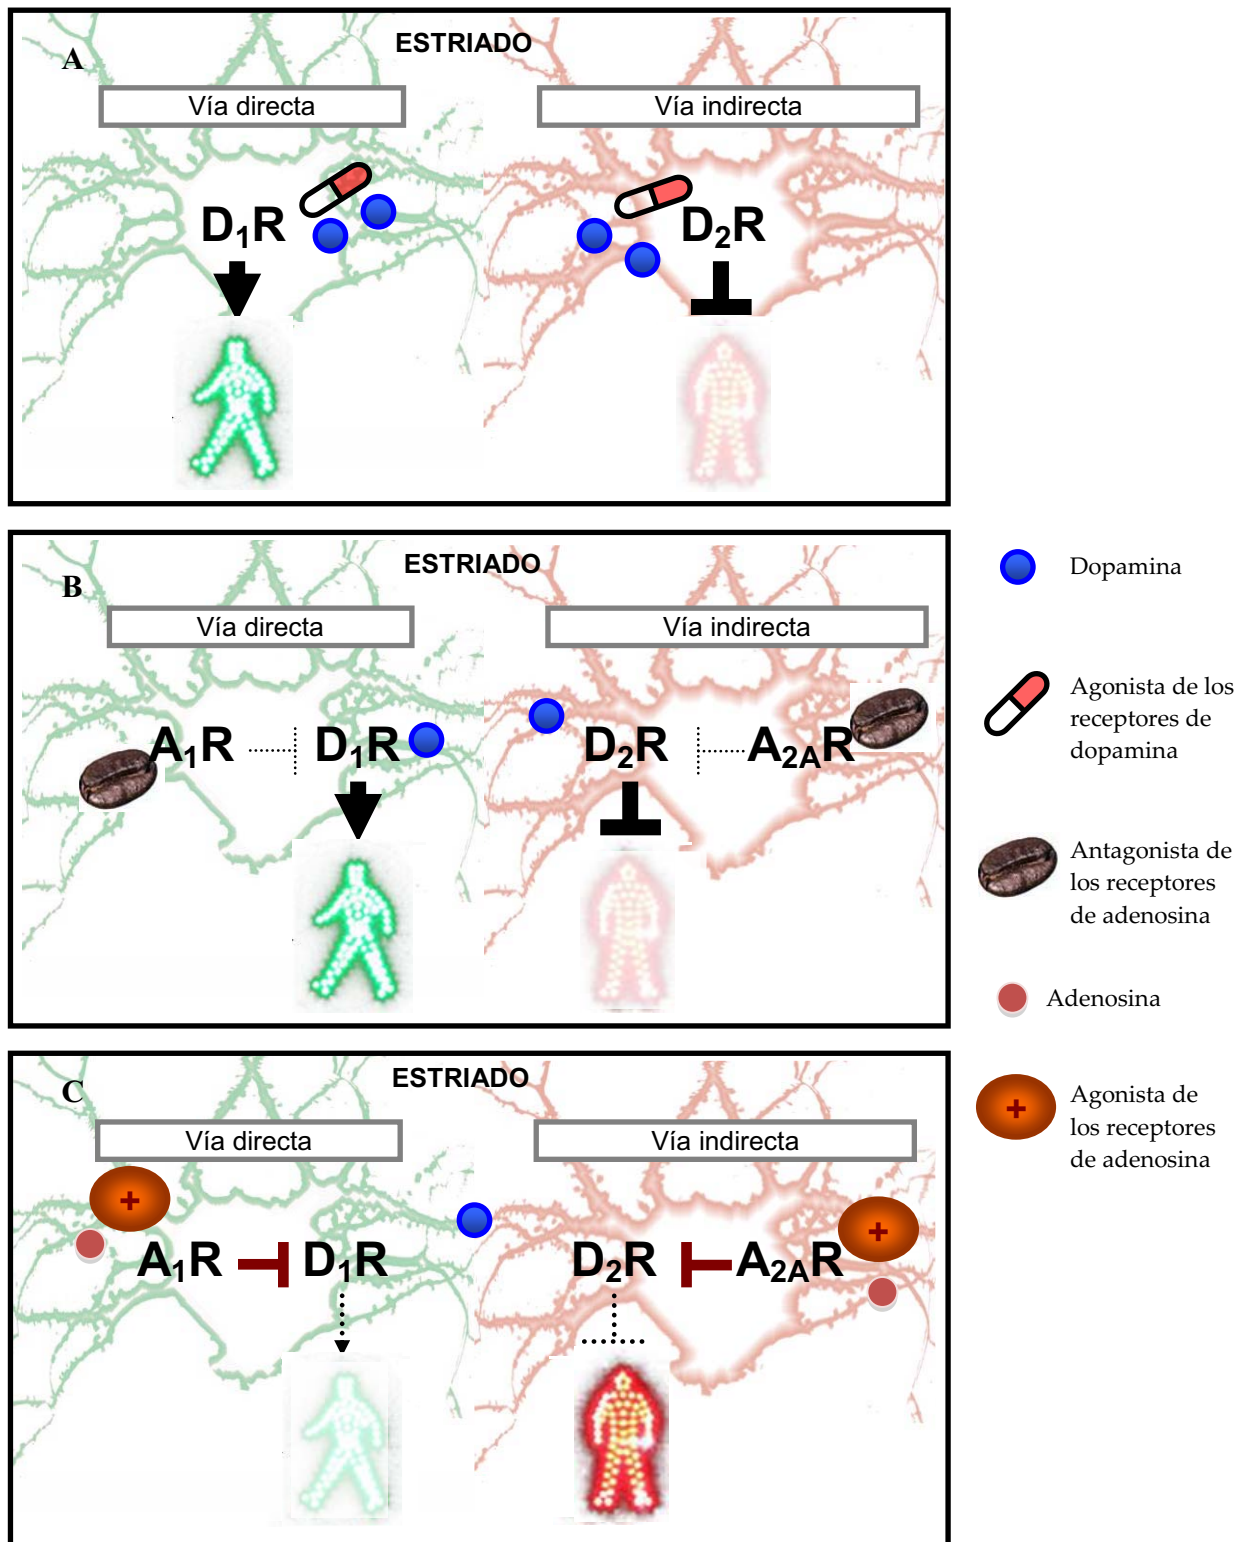 A
ESTRIADO
Vía directa
Vía indirecta
D₁R
D₂R
B
ESTRIADO
Vía directa
Vía indirecta
A₁R
D₁R
D₂R
A₂ₐR
Dopamina
Agonista de los
receptores de
dopamina
Antagonista de
los receptores
de adenosina
Adenosina
Agonista de
los receptores
de adenosina
C
ESTRIADO
Vía directa
Vía indirecta
+
+
+
A₁R
D₁R
D₂R
A₂ₐR